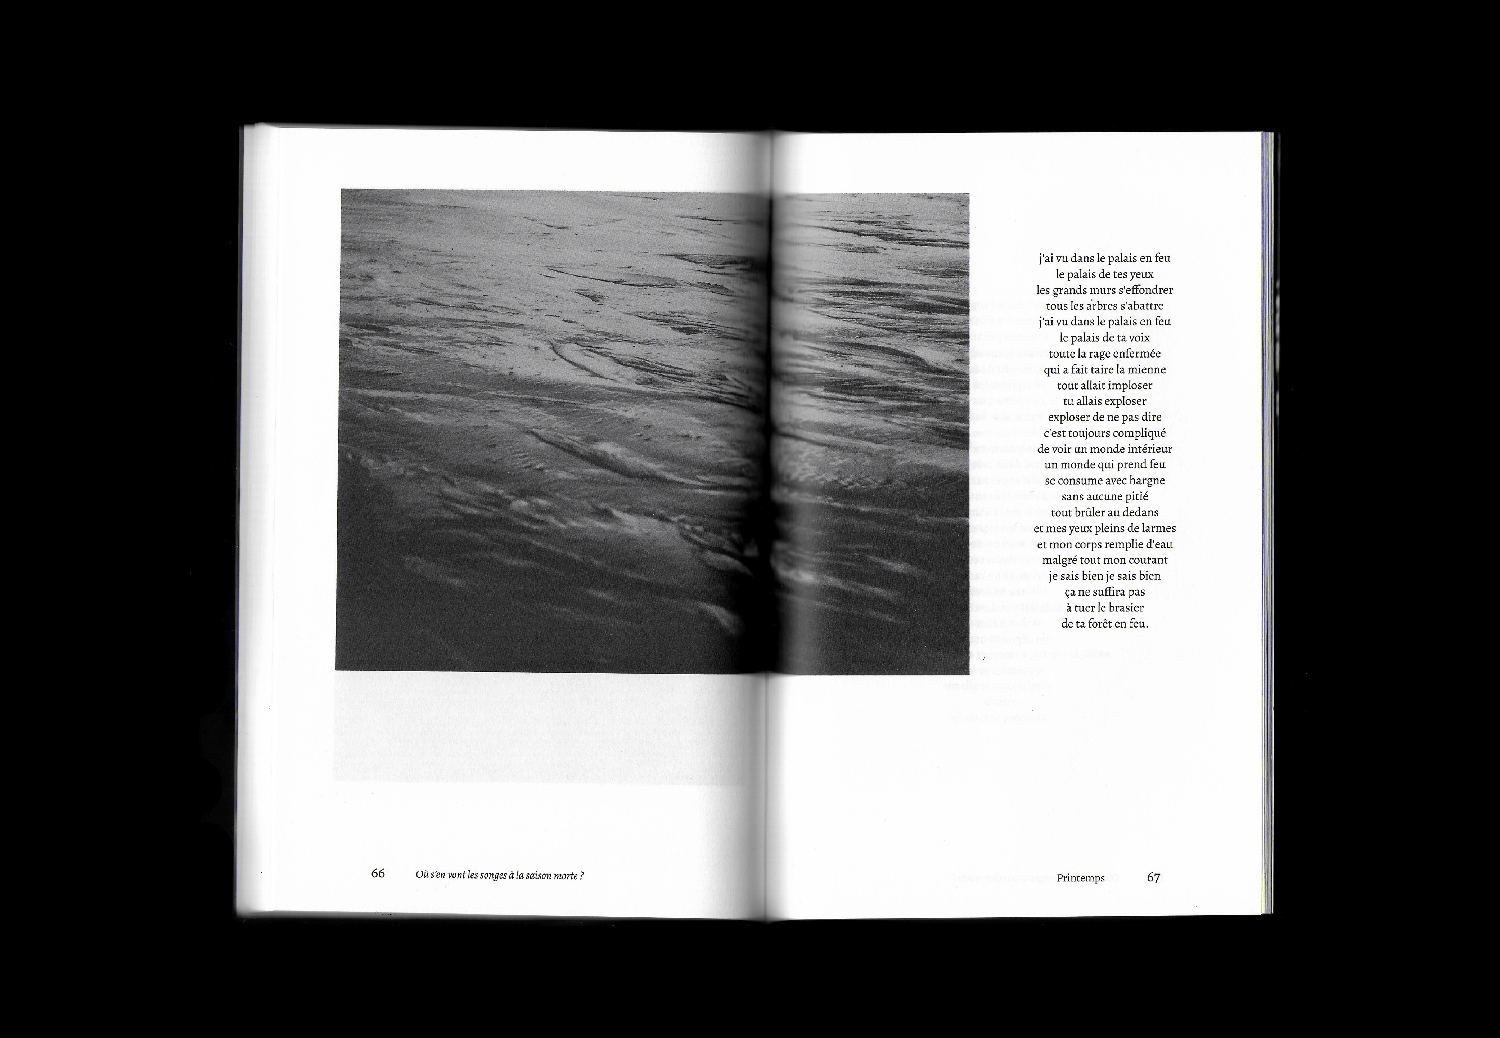 j'ai vu dans le palais en feu
le palais de tes yeux
les grands murs s'effondrer
tous les arbres s'abattre
j'ai vu dans le palais en feu
le palais de ta voix
toute la rage enfermée
qui a fait taire la mienne
tout allait imploser
tu allais exploser
exploser de ne pas dire
c'est toujours compliqué
de voir un monde intérieur
un monde qui prend feu
se consume avec hargne
sans aucune pitié
tout brûler au dedans
et mes yeux pleins de larmes
et mon corps remplie d'eau
malgré tout mon courant
je sais bien je sais bien
ça ne suffira pas
à tuer le brasier
de ta forêt en feu.
66 Où s'en vont les songes à la saison morte ?
Printemps 67